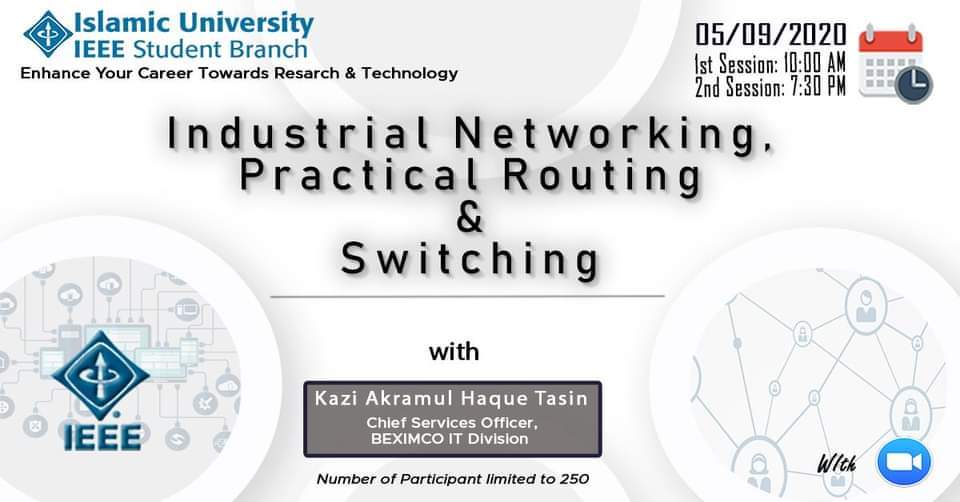 Islamic University
IEEE Student Branch
Enhance Your Career Towards Resarch & Technology
05/09/2020
1st Session: 10:00 AM
2nd Session: 7:30 PM
Industrial Networking,
Practical Routing
&
Switching
with
Kazi Akramul Haque Tasin
Chief Services Officer,
BEXIMCO IT Division
Number of Participant limited to 250
IEEE
WIth